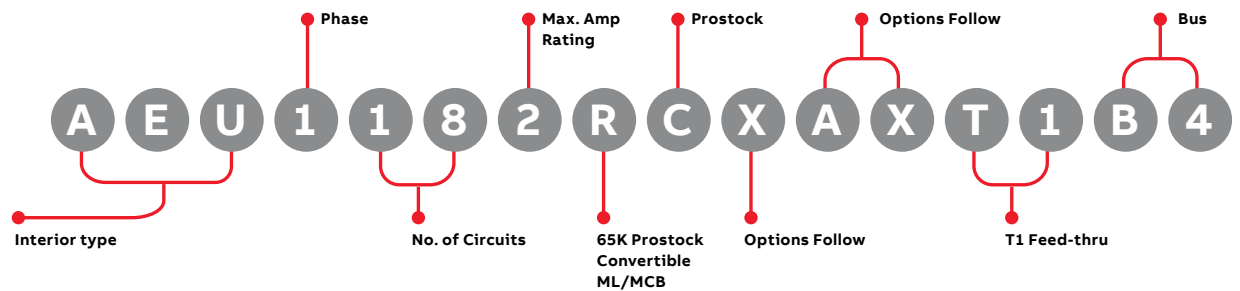 Phase
Max. Amp
Rating
Prostock
Options Follow
Bus
A E U 1 1 8 2 R C X A X T 1 B 4
Interior type
No. of Circuits
65K Prostock
Convertible
ML/MCB
Options Follow
T1 Feed-thru